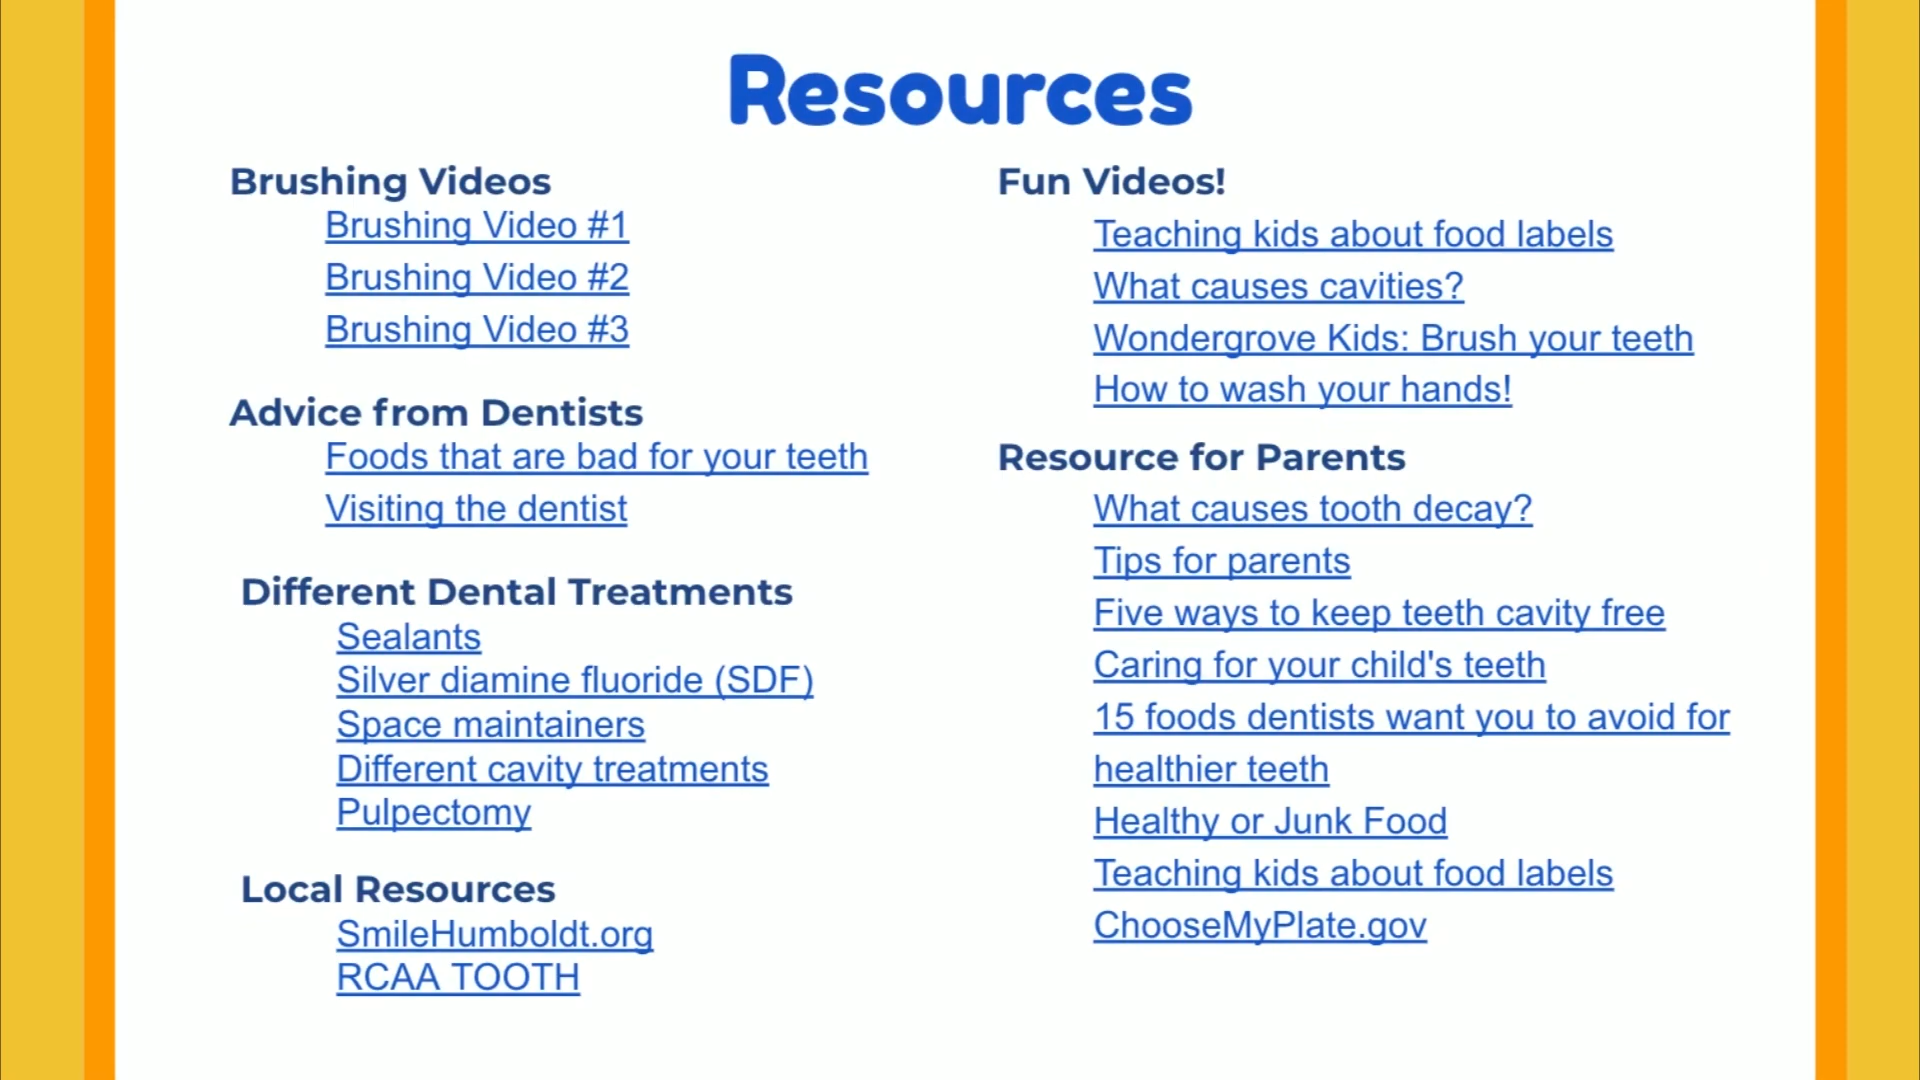 Resources
Brushing Videos
Brushing Video #1
Brushing Video #2
Brushing Video #3
Advice from Dentists
Foods that are bad for your teeth
Visiting the dentist
Different Dental Treatments
Sealants
Silver diamine fluoride (SDF)
Space maintainers
Different cavity treatments
Pulpectomy
Local Resources
SmileHumboldt.org
RCAA TOOTH
Fun Videos!
Teaching kids about food labels
What causes cavities?
Wondergrove Kids: Brush your teeth
How to wash your hands!
Resource for Parents
What causes tooth decay?
Tips for parents
Five ways to keep teeth cavity free
Caring for your child's teeth
15 foods dentists want you to avoid for
healthier teeth
Healthy or Junk Food
Teaching kids about food labels
ChooseMyPlate.gov